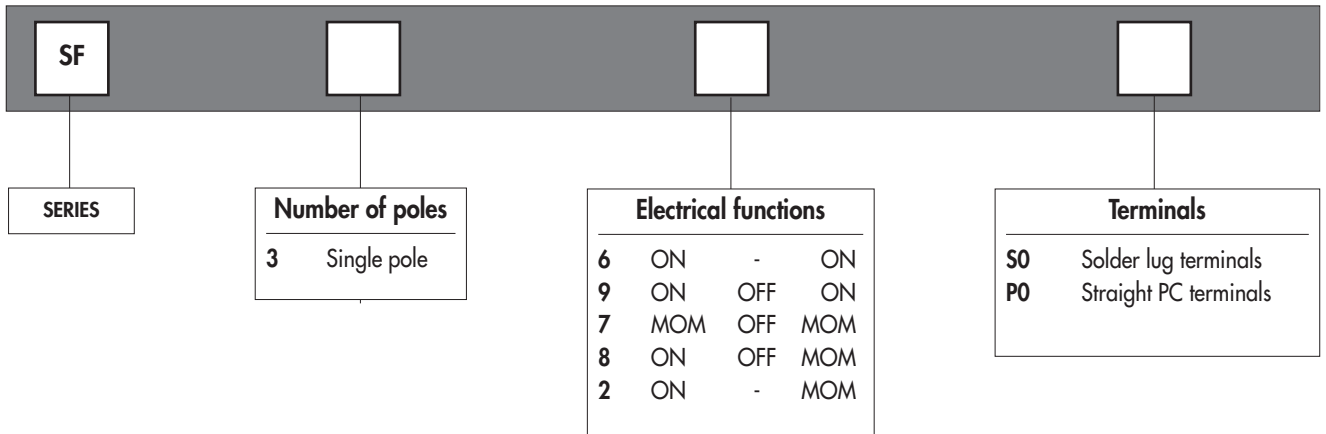 SF
SERIES
Number of poles
3 Single pole
Electrical functions
6 ON - ON
9 ON OFF ON
7 MOM OFF MOM
8 ON OFF MOM
2 ON - MOM
Terminals
S0 Solder lug terminals
P0 Straight PC terminals